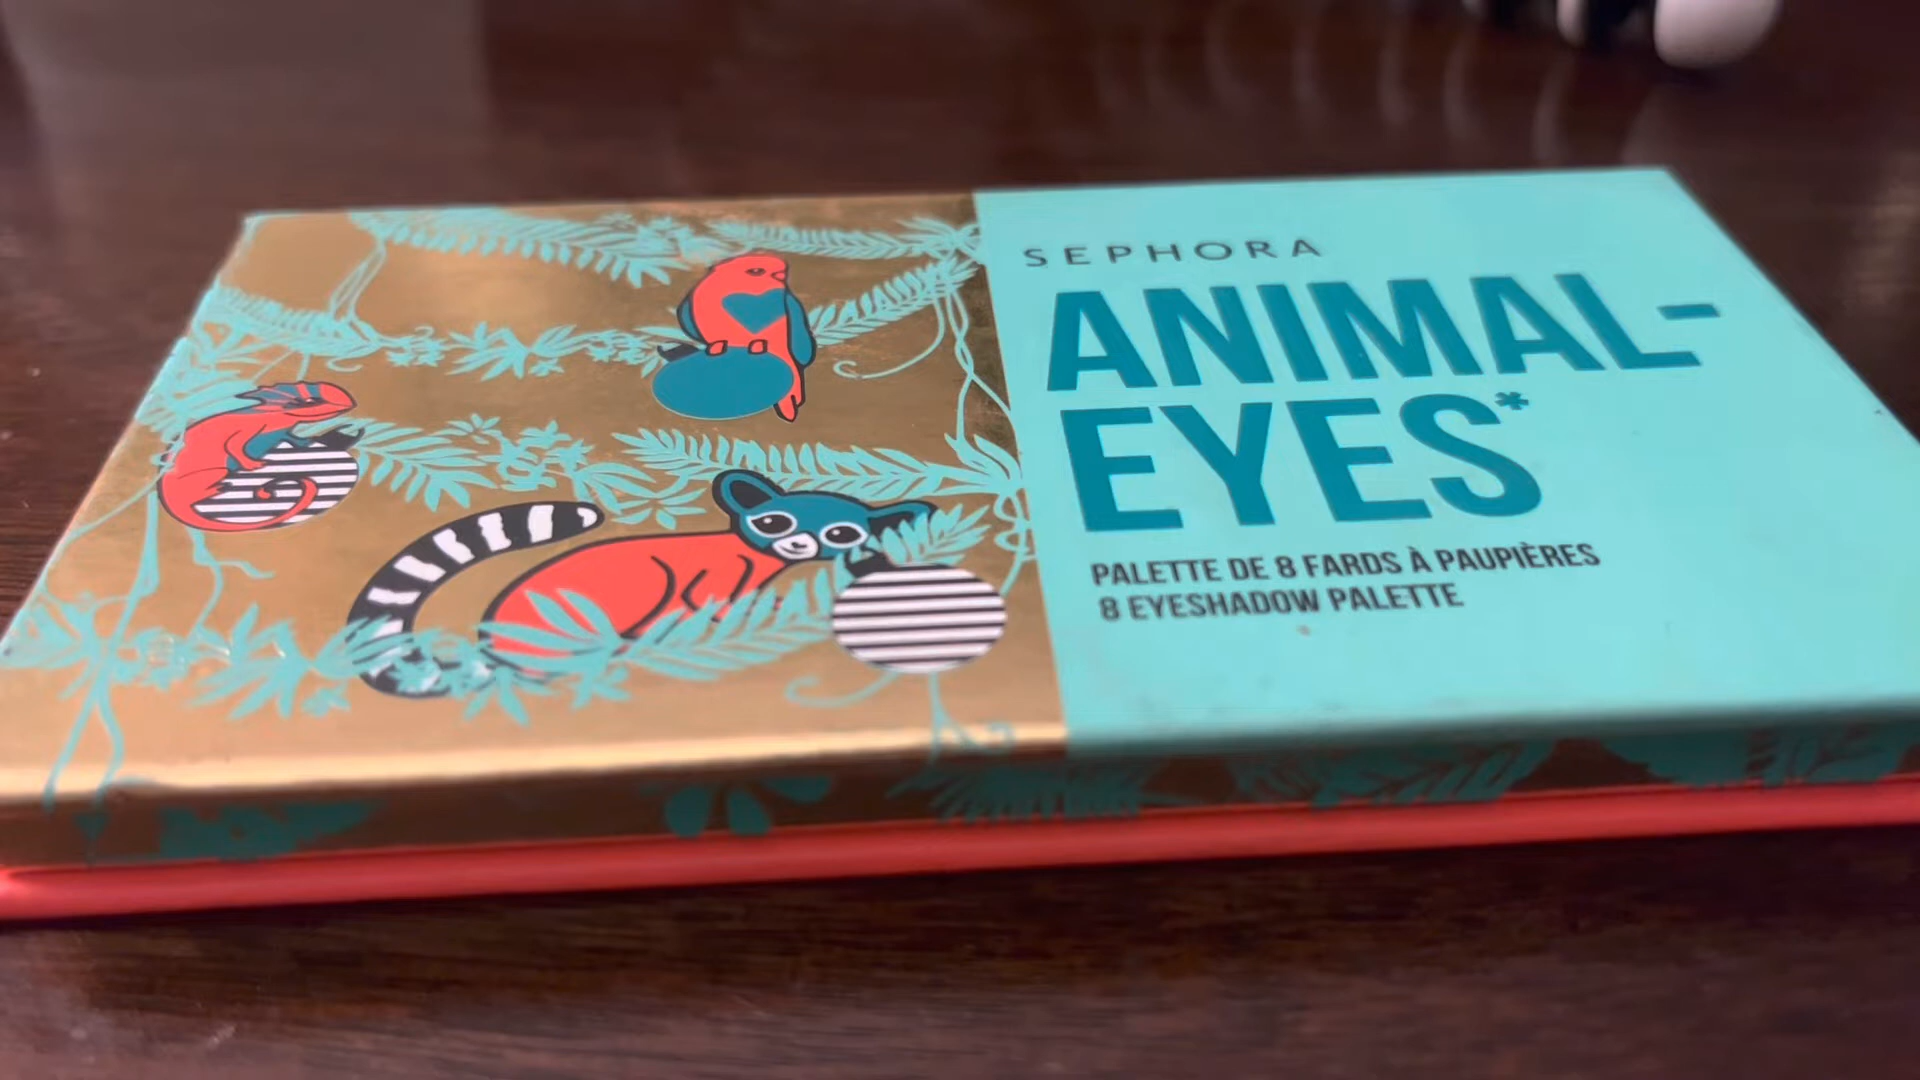 SEPHORA
ANIMAL-
EYES*
PALETTE DE 8 FARDS À PAUPIÈRES
8 EYESHADOW PALETTE